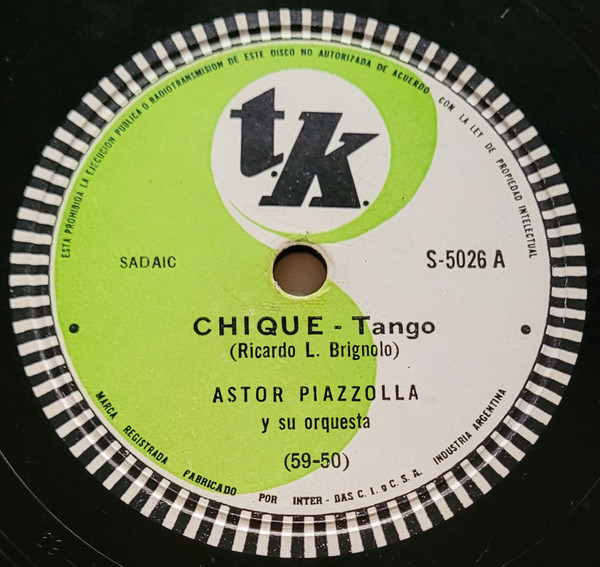 ESTA PROHIBIDA LA EJECUCION PUBLICA O RADIOTRANSMISION DE ESTE DISCO NO AUTORIZADA DE ACUERDO CON LA LEY DE PROPIEDAD INTELECTUAL
t.k.
SADAIC
S-5026 A
CHIQUE - Tango
(Ricardo L. Brignolo)
ASTOR PIAZZOLLA
y su orquesta
(59-50)
MARCA REGISTRADA FABRICADO POR INTER - DAS C. I. y C. S. A. INDUSTRIA ARGENTINA